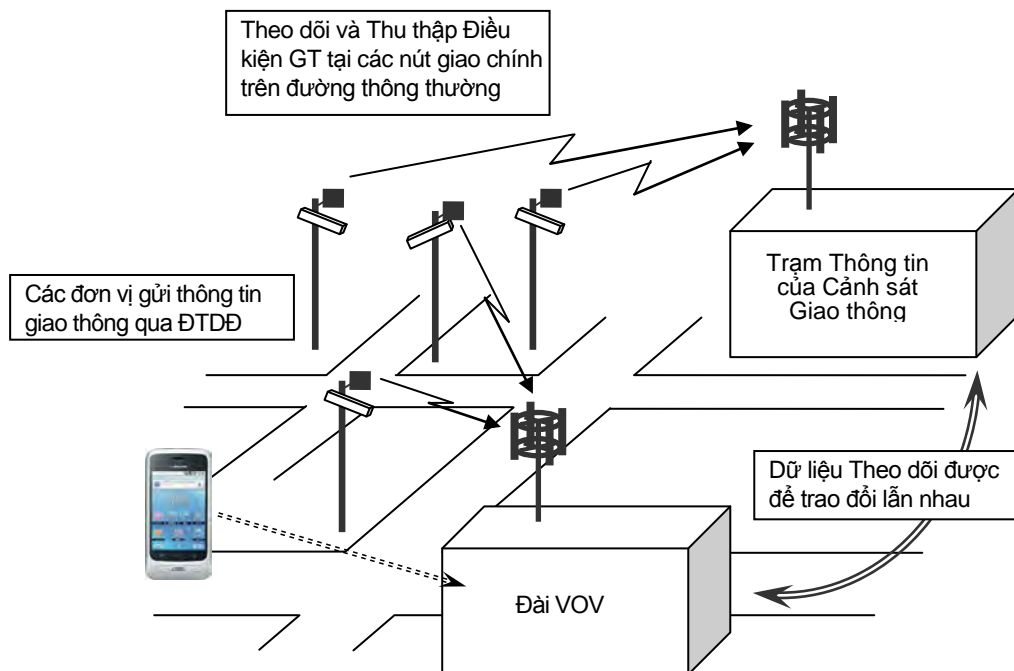 Theo dõi và Thu thập Điều
kiện GT tại các nút giao chính
trên đường thông thường
Trạm Thông tin
của Cảnh sát
Giao thông
Các đơn vị gửi thông tin
giao thông qua ĐTDĐ
Dữ liệu Theo dõi được
để trao đổi lẫn nhau
Đài VOV